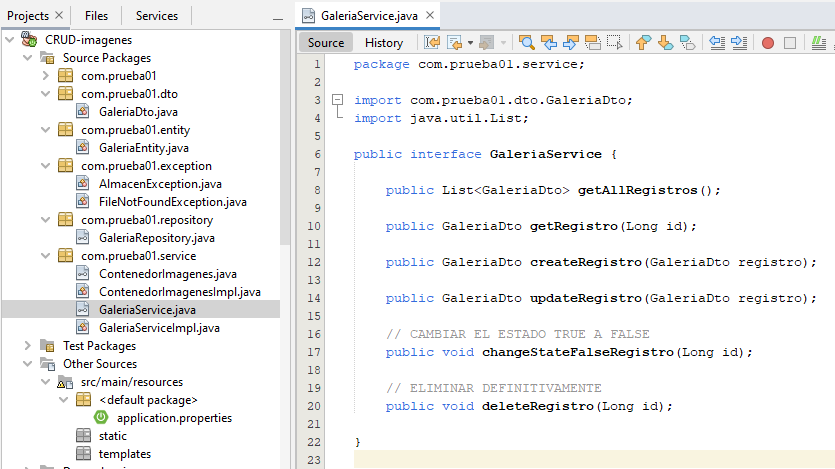 Projects Files Services
CRUD-imagenes
Source Packages
com.prueba01
com.prueba01.dto
GaleriaDto.java
com.prueba01.entity
GaleriaEntity.java
com.prueba01.exception
AlmacenException.java
FileNotFoundException.java
com.prueba01.repository
GaleriaRepository.java
com.prueba01.service
ContenedorImagenes.java
ContenedorImagenesImpl.java
GaleriaService.java
GaleriaServiceImpl.java
Test Packages
Other Sources
src/main/resources
<default package>
application.properties
static
templates
GaleriaService.java
Source History
1 package com.prueba01.service;
2
3 import com.prueba01.dto.GaleriaDto;
4 import java.util.List;
5
6 public interface GaleriaService {
7
8 public List<GaleriaDto> getAllRegistros();
9
10 public GaleriaDto getRegistro(Long id);
11
12 public GaleriaDto createRegistro(GaleriaDto registro);
13
14 public GaleriaDto updateRegistro(GaleriaDto registro);
15
16 // CAMBIAR EL ESTADO TRUE A FALSE
17 public void changeStateFalseRegistro(Long id);
18
19 // ELIMINAR DEFINITIVAMENTE
20 public void deleteRegistro(Long id);
21
22 }
23